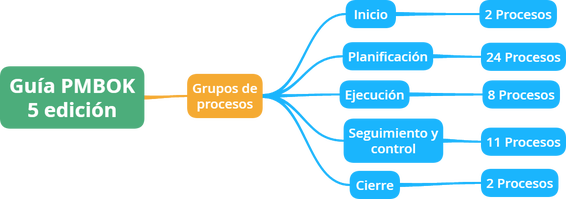 Guía PMBOK
5 edición
Grupos de
procesos
Inicio
2 Procesos
Planificación
24 Procesos
Ejecución
8 Procesos
Seguimiento y
control
11 Procesos
Cierre
2 Procesos